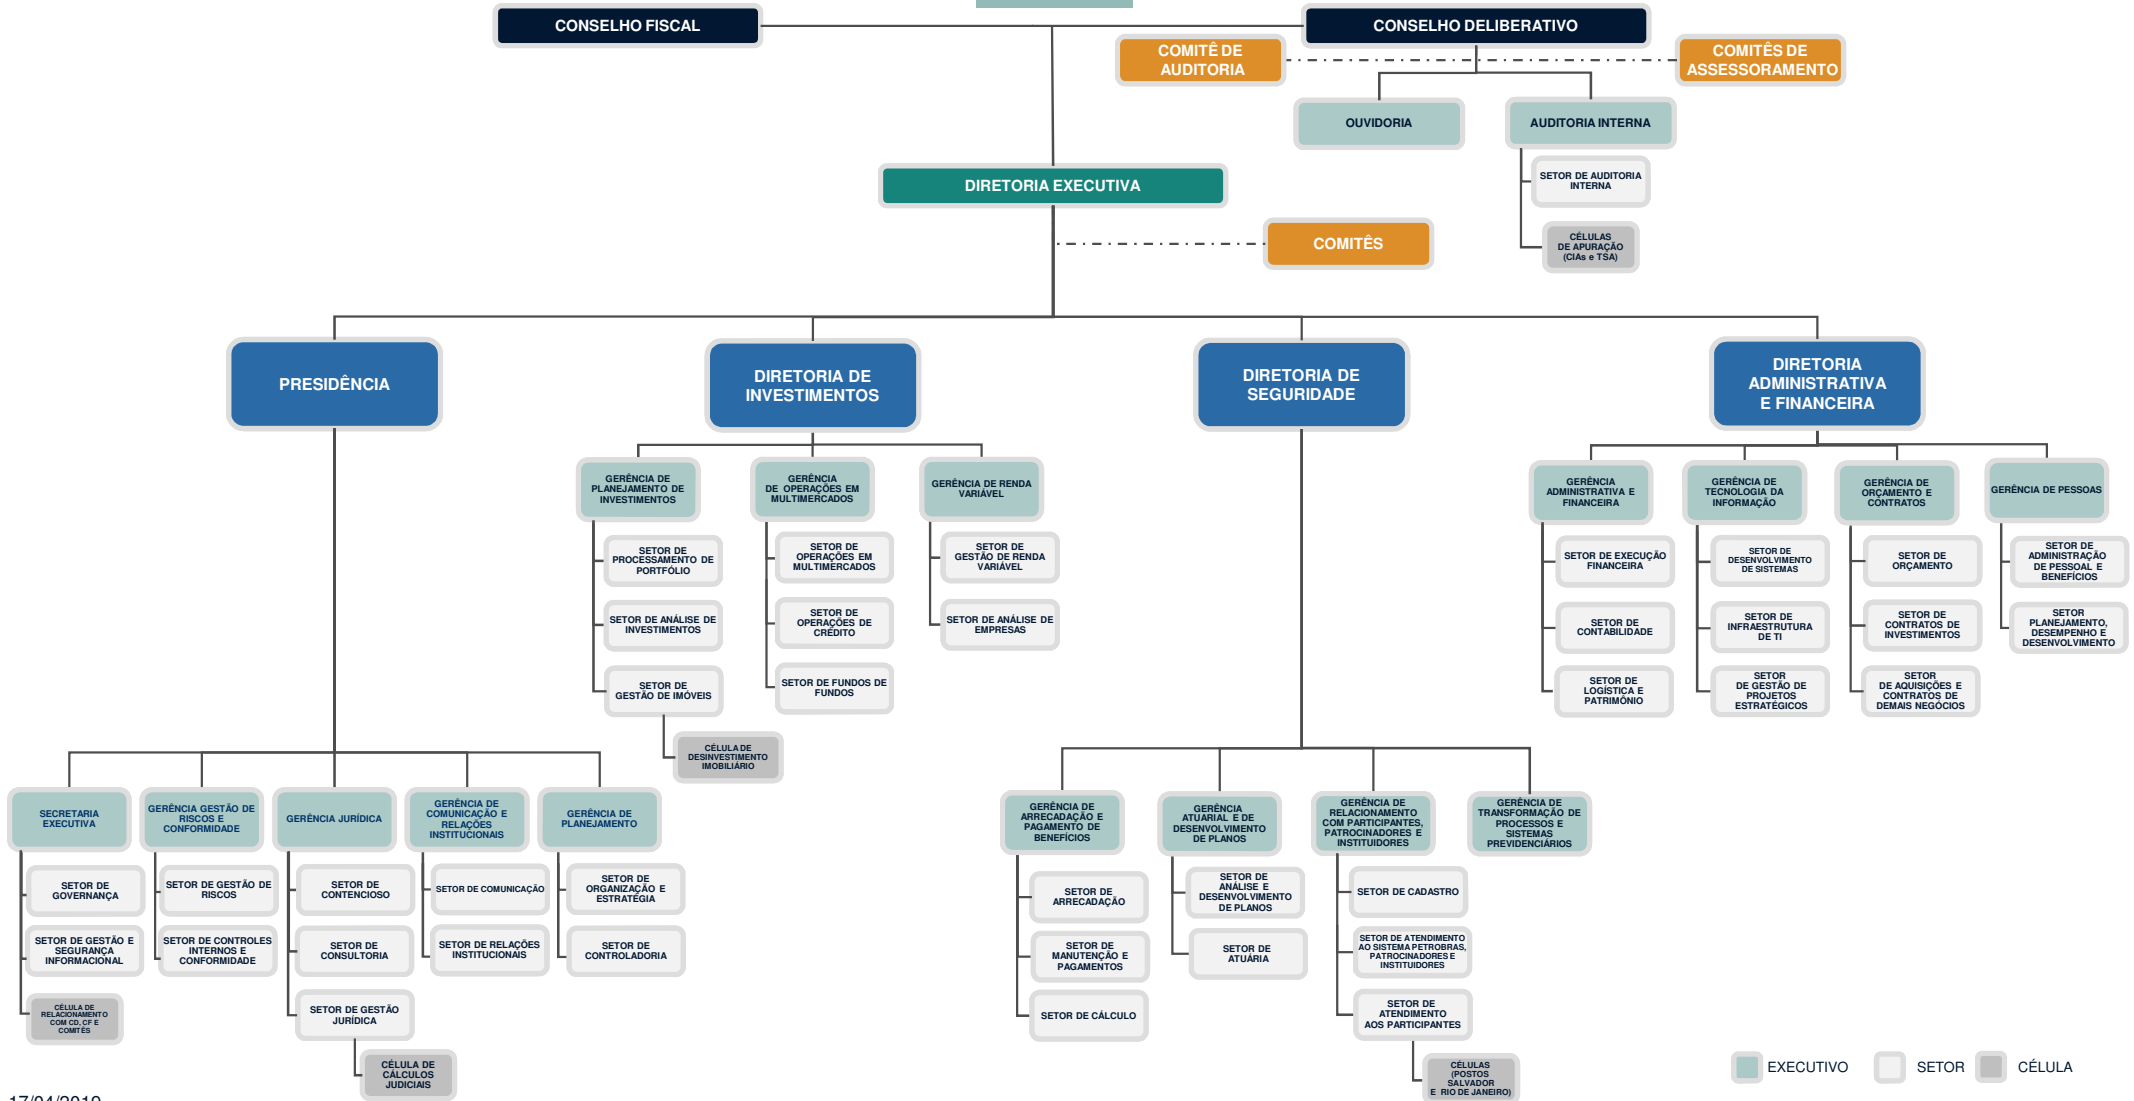 CONSELHO FISCAL
CONSELHO DELIBERATIVO
COMITÊ DE
AUDITORIA
COMITÊS DE
ASSESSORAMENTO
OUVIDORIA
AUDITORIA INTERNA
SETOR DE AUDITORIA
INTERNA
CÉLULAS
DE APURAÇÃO
(CIAs e TSA)
DIRETORIA EXECUTIVA
COMITÊS
PRESIDÊNCIA
DIRETORIA DE
INVESTIMENTOS
DIRETORIA DE
SEGURIDADE
DIRETORIA
ADMINISTRATIVA
E FINANCEIRA
GERÊNCIA DE
PLANEJAMENTO DE
INVESTIMENTOS
SETOR DE
PROCESSAMENTO DE
PORTFÓLIO
SETOR DE ANÁLISE DE
INVESTIMENTOS
SETOR DE
GESTÃO DE IMÓVEIS
CÉLULA DE
DESINVESTIMENTO
IMOBILIÁRIO
GERÊNCIA
DE OPERAÇÕES EM
MULTIMERCADOS
SETOR DE
OPERAÇÕES EM
MULTIMERCADOS
SETOR DE
OPERAÇÕES DE
CRÉDITO
SETOR DE FUNDOS DE
FUNDOS
GERÊNCIA DE RENDA
VARIÁVEL
SETOR DE
GESTÃO DE RENDA
VARIÁVEL
SETOR DE ANÁLISE DE
EMPRESAS
GERÊNCIA
ADMINISTRATIVA E
FINANCEIRA
SETOR DE EXECUÇÃO
FINANCEIRA
SETOR DE
CONTABILIDADE
SETOR DE
LOGÍSTICA E
PATRIMÔNIO
GERÊNCIA DE
TECNOLOGIA DA
INFORMAÇÃO
SETOR DE
DESENVOLVIMENTO
DE SISTEMAS
SETOR DE
INFRAESTRUTURA
DE TI
SETOR
DE GESTÃO DE
PROJETOS
ESTRATÉGICOS
GERÊNCIA DE
ORÇAMENTO E
CONTRATOS
SETOR DE
ORÇAMENTO
SETOR DE
CONTRATOS DE
INVESTIMENTOS
SETOR
DE AQUISIÇÕES E
CONTRATOS DE
DEMAIS NEGÓCIOS
GERÊNCIA DE PESSOAS
SETOR DE
ADMINISTRAÇÃO
DE PESSOAL E
BENEFÍCIOS
SETOR
PLANEJAMENTO,
DESEMPENHO E
DESENVOLVIMENTO
SECRETARIA
EXECUTIVA
SETOR DE
GOVERNANÇA
SETOR DE GESTÃO E
SEGURANÇA
INFORMACIONAL
CÉLULA DE
RELACIONAMENTO
COM CD, CF E
COMITÊS
GERÊNCIA GESTÃO DE
RISCOS E
CONFORMIDADE
SETOR DE GESTÃO DE
RISCOS
SETOR DE CONTROLES
INTERNOS E
CONFORMIDADE
GERÊNCIA JURÍDICA
SETOR DE
CONTENCIOSO
SETOR DE
CONSULTORIA
SETOR DE GESTÃO
JURÍDICA
CÉLULA DE
CÁLCULOS
JUDICIAIS
GERÊNCIA DE
COMUNICAÇÃO E
RELAÇÕES
INSTITUCIONAIS
SETOR DE COMUNICAÇÃO
SETOR DE RELAÇÕES
INSTITUCIONAIS
GERÊNCIA DE
PLANEJAMENTO
SETOR DE
ORGANIZAÇÃO E
ESTRATÉGIA
SETOR DE
CONTROLADORIA
GERÊNCIA DE
ARRECADAÇÃO E
PAGAMENTO DE
BENEFÍCIOS
SETOR DE
ARRECADAÇÃO
SETOR DE
MANUTENÇÃO E
PAGAMENTOS
SETOR DE CÁLCULO
GERÊNCIA
ATUARIAL E DE
DESENVOLVIMENTO
DE PLANOS
SETOR DE
ANÁLISE E
DESENVOLVIMENTO
DE PLANOS
SETOR DE
ATUÁRIA
GERÊNCIA DE
RELACIONAMENTO
COM PARTICIPANTES,
PATROCINADORES E
INSTITUIDORES
SETOR DE CADASTRO
SETOR DE ATENDIMENTO
AO SISTEMA PETROBRAS,
PATROCINADORES E
INSTITUIDORES
SETOR DE
ATENDIMENTO
AOS PARTICIPANTES
CÉLULAS
(POSTOS
SALVADOR
E RIO DE JANEIRO)
GERÊNCIA DE
TRANSFORMAÇÃO DE
PROCESSOS E
SISTEMAS
PREVIDENCIÁRIOS
EXECUTIVO
SETOR
CÉLULA
17/04/2019